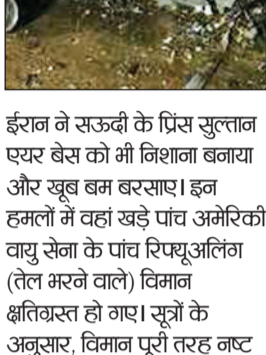 ईरान ने सऊदी के प्रिंस सुल्तान
एयर बेस को भी निशाना बनाया
और खूब बम बरसाए। इन
हमलों में वहां खड़े पांच अमेरिकी
वायु सेना के पांच रिफ्यूअलिंग
(तेल भरने वाले) विमान
क्षतिग्रस्त हो गए। सूत्रों के
अनुसार, विमान पूरी तरह नष्ट